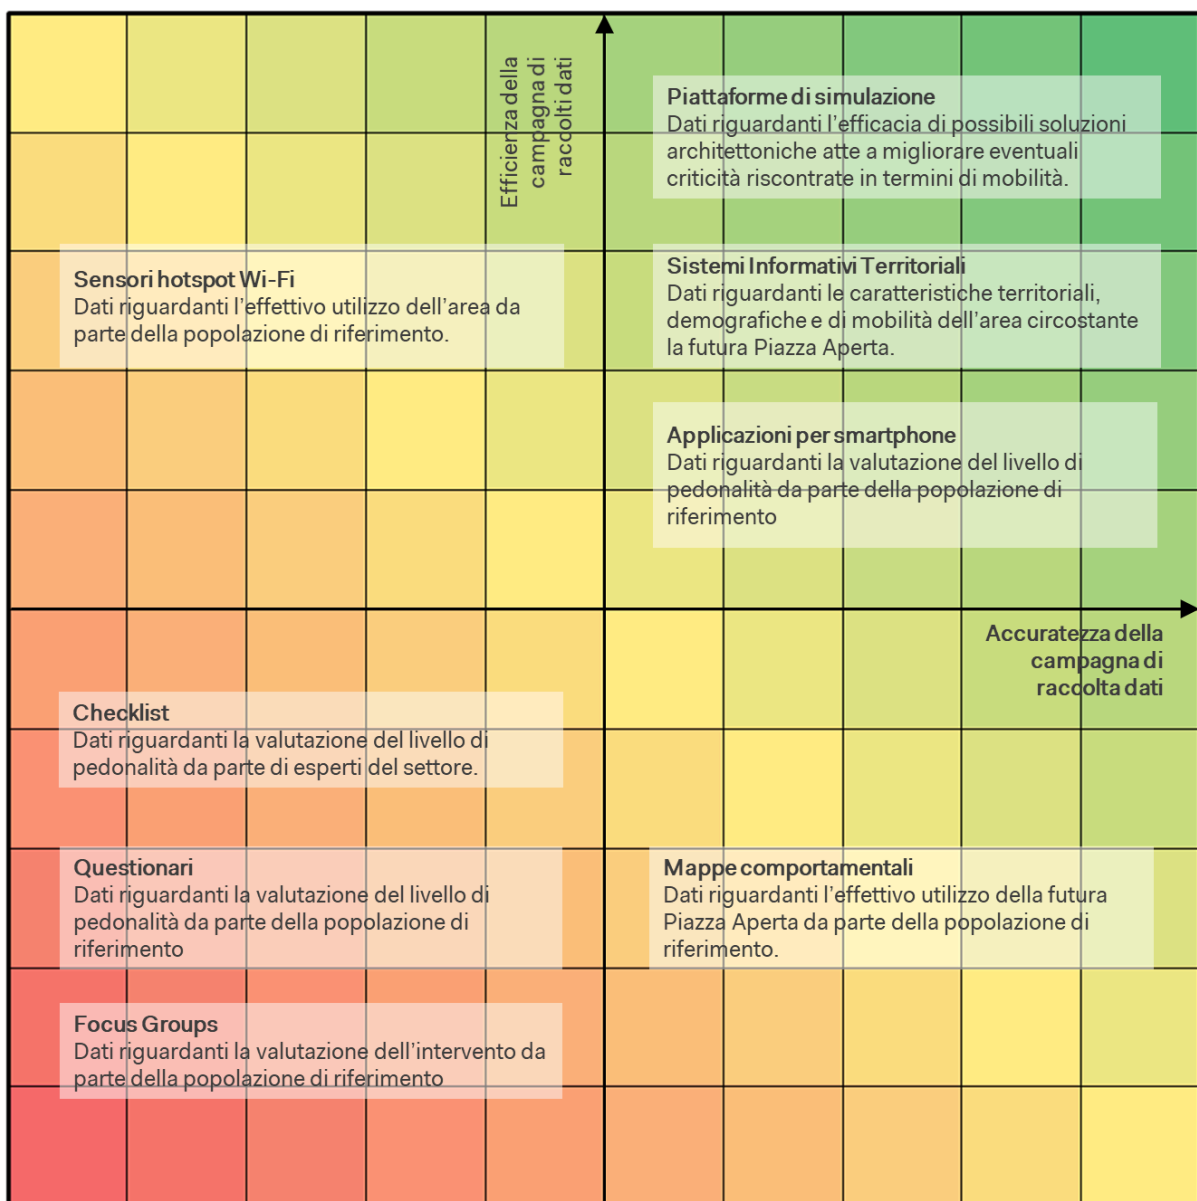 Efficienza della
campagna di
raccolti dati
Piattaforme di simulazione
Dati riguardanti l'efficacia di possibili soluzioni
architettoniche atte a migliorare eventuali
criticità riscontrate in termini di mobilità.
Sensori hotspot Wi-Fi
Dati riguardanti l'effettivo utilizzo dell'area da
parte della popolazione di riferimento.
Sistemi Informativi Territoriali
Dati riguardanti le caratteristiche territoriali,
demografiche e di mobilità dell'area circostante
la futura Piazza Aperta.
Applicazioni per smartphone
Dati riguardanti la valutazione del livello di
pedonalità da parte della popolazione di
riferimento
Accuratezza della
campagna di
raccolta dati
Checklist
Dati riguardanti la valutazione del livello di
pedonalità da parte di esperti del settore.
Questionari
Dati riguardanti la valutazione del livello di
pedonalità da parte della popolazione di
riferimento
Mappe comportamentali
Dati riguardanti l'effettivo utilizzo della futura
Piazza Aperta da parte della popolazione di
riferimento.
Focus Groups
Dati riguardanti la valutazione dell'intervento da
parte della popolazione di riferimento